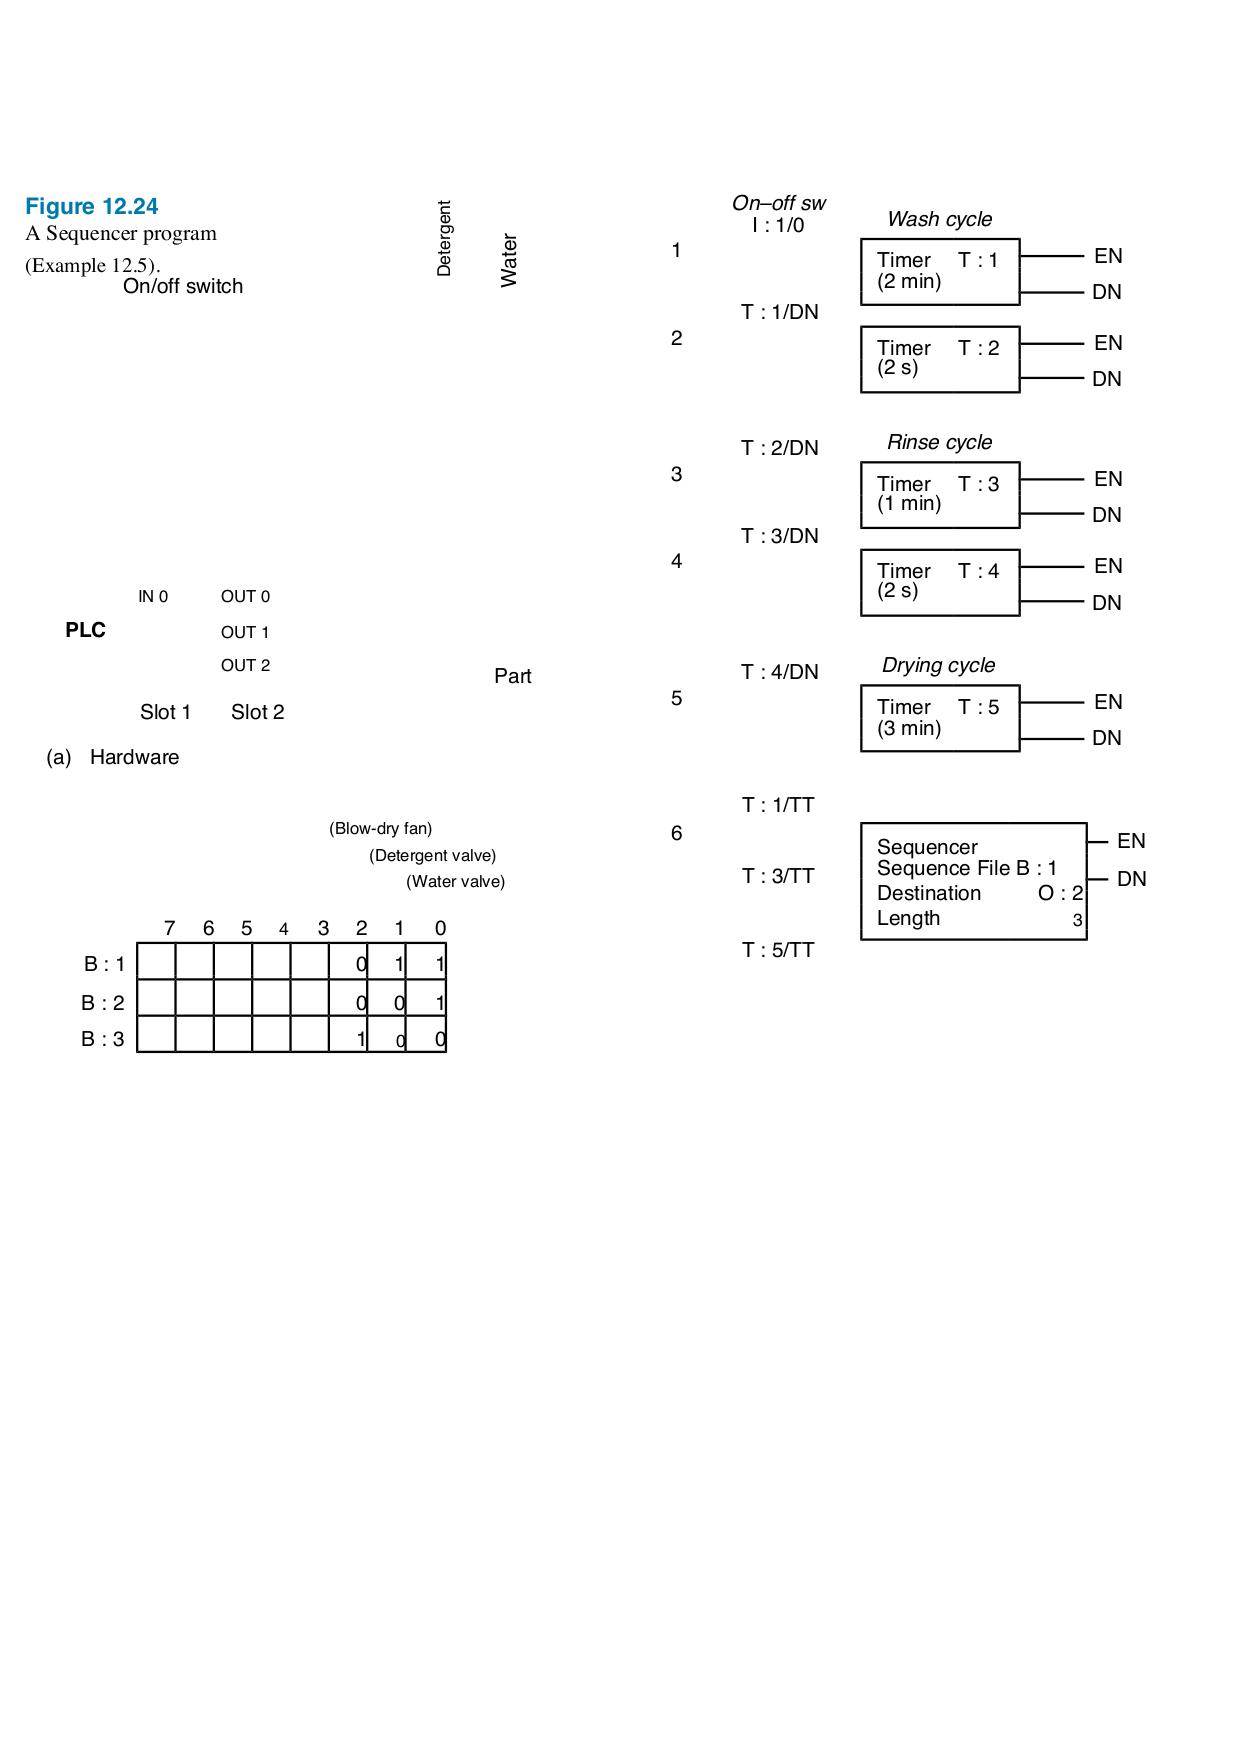 Figure 12.24
A Sequencer program
(Example 12.5).
On/off switch
Detergent
Water
IN 0 OUT 0
PLC OUT 1
OUT 2
Part
Slot 1 Slot 2
(a) Hardware
(Blow-dry fan)
(Detergent valve)
(Water valve)
7 6 5 4 3 2 1 0
B : 1 0 1 1
B : 2 0 0 1
B : 3 1 0 0
On–off sw
I : 1/0
Wash cycle
1
Timer T : 1
(2 min)
EN
DN
T : 1/DN
2
Timer T : 2
(2 s)
EN
DN
T : 2/DN
Rinse cycle
3
Timer T : 3
(1 min)
EN
DN
T : 3/DN
4
Timer T : 4
(2 s)
EN
DN
T : 4/DN
Drying cycle
5
Timer T : 5
(3 min)
EN
DN
T : 1/TT
6
T : 3/TT
T : 5/TT
Sequencer
Sequence File B : 1
Destination O : 2
Length 3
EN
DN